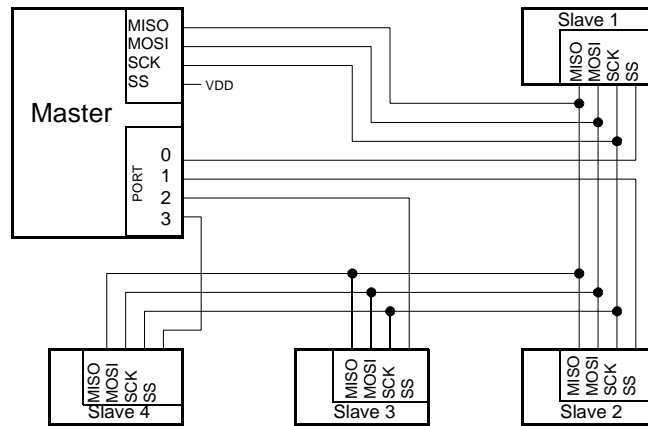 MISO
MOSI
SCK
SS
VDD
Master
PORT
0
1
2
3
Slave 1
MISO
MOSI
SCK
SS
MISO
MOSI
SCK
SS
Slave 4
MISO
MOSI
SCK
SS
Slave 3
MISO
MOSI
SCK
SS
Slave 2